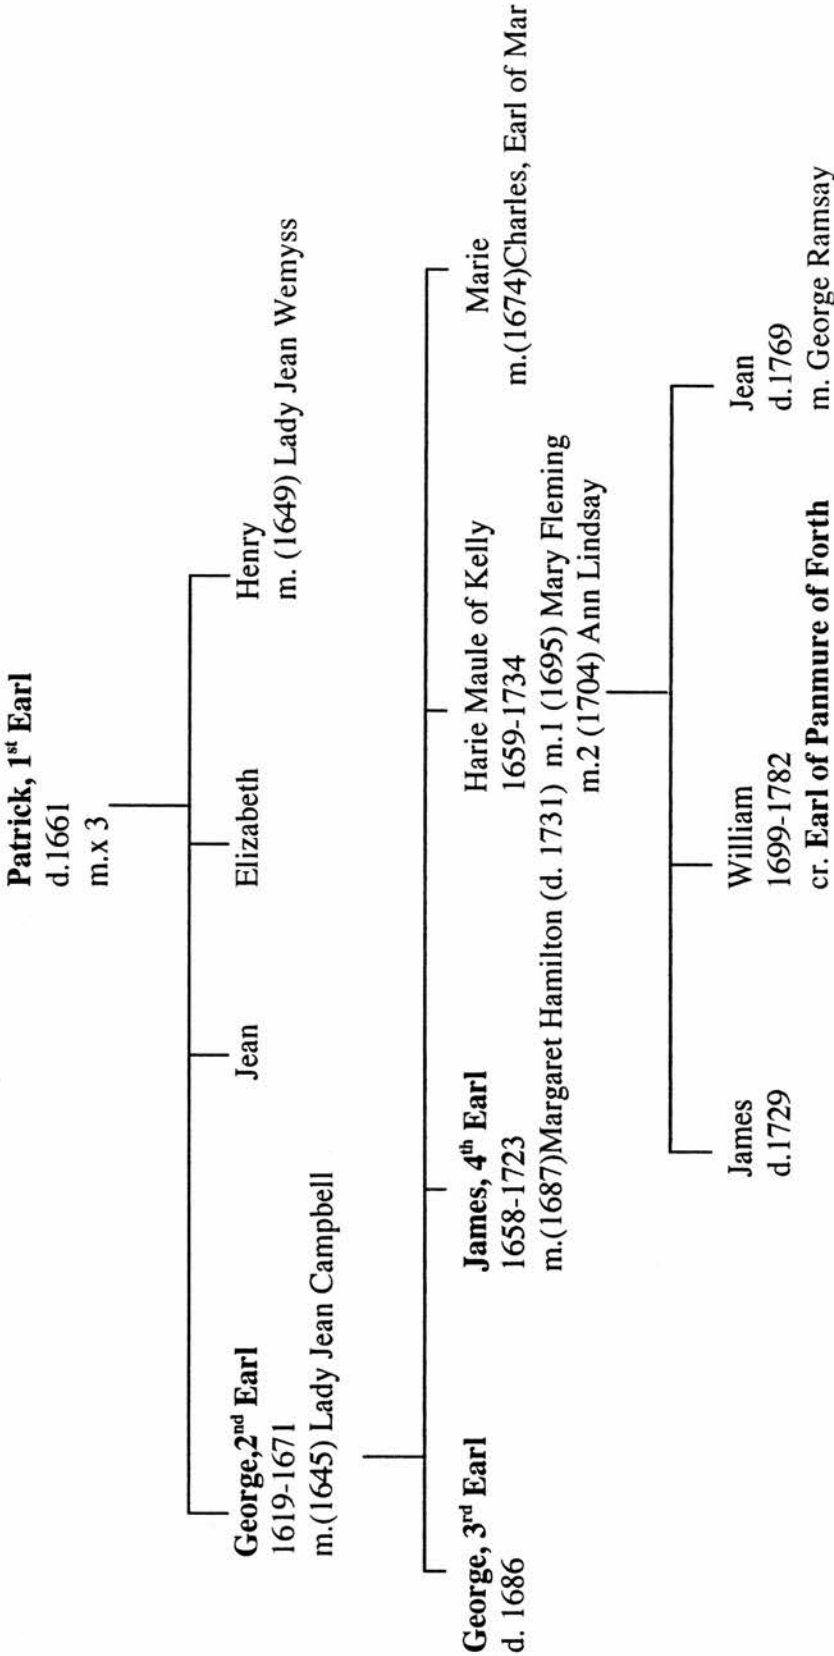 Patrick, 1st Earl
d.1661
m.x 3
George,2nd Earl
1619-1671
m.(1645) Lady Jean Campbell
Jean
Elizabeth
Henry
m. (1649) Lady Jean Wemyss
George, 3rd Earl
d. 1686
James, 4th Earl
1658-1723
m.(1687)Margaret Hamilton (d. 1731)
Harie Maule of Kelly
1659-1734
m.1 (1695) Mary Fleming
m.2 (1704) Ann Lindsay
Marie
m.(1674)Charles, Earl of Mar
James
d.1729
William
1699-1782
cr. Earl of Panmure of Forth
Jean
d.1769
m. George Ramsay